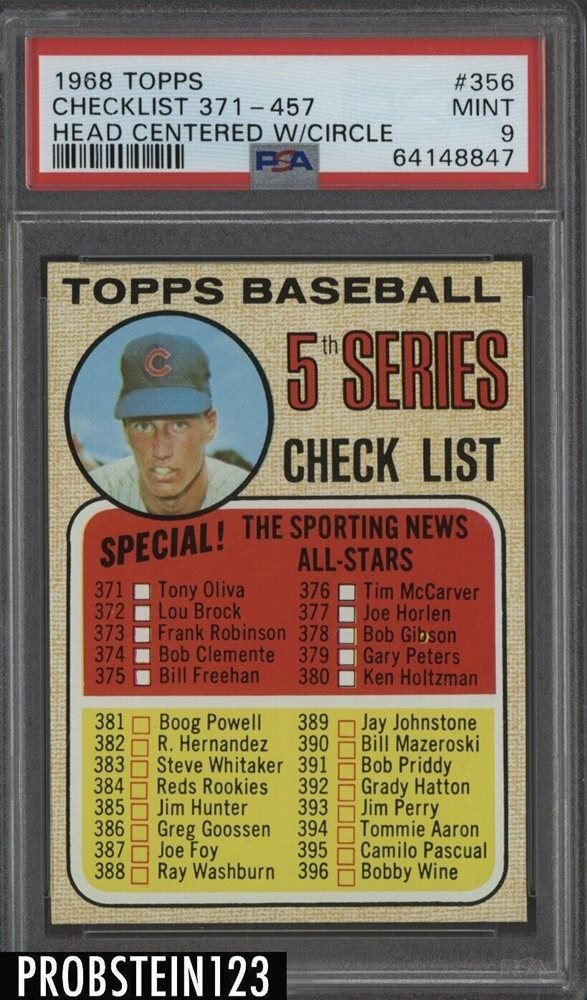 1968 TOPPS #356
CHECKLIST 371-457 MINT
HEAD CENTERED W/CIRCLE 9
PSA 64148847
TOPPS BASEBALL
C
5th SERIES
CHECK LIST
SPECIAL! THE SPORTING NEWS
ALL-STARS
371 Tony Oliva 376 Tim McCarver
372 Lou Brock 377 Joe Horlen
373 Frank Robinson 378 Bob Gibson
374 Bob Clemente 379 Gary Peters
375 Bill Freehan 380 Ken Holtzman
381 Boog Powell 389 Jay Johnstone
382 R. Hernandez 390 Bill Mazeroski
383 Steve Whitaker 391 Bob Priddy
384 Reds Rookies 392 Grady Hatton
385 Jim Hunter 393 Jim Perry
386 Greg Goossen 394 Tommie Aaron
387 Joe Foy 395 Camilo Pascual
388 Ray Washburn 396 Bobby Wine
PSA
PROBSTEIN123